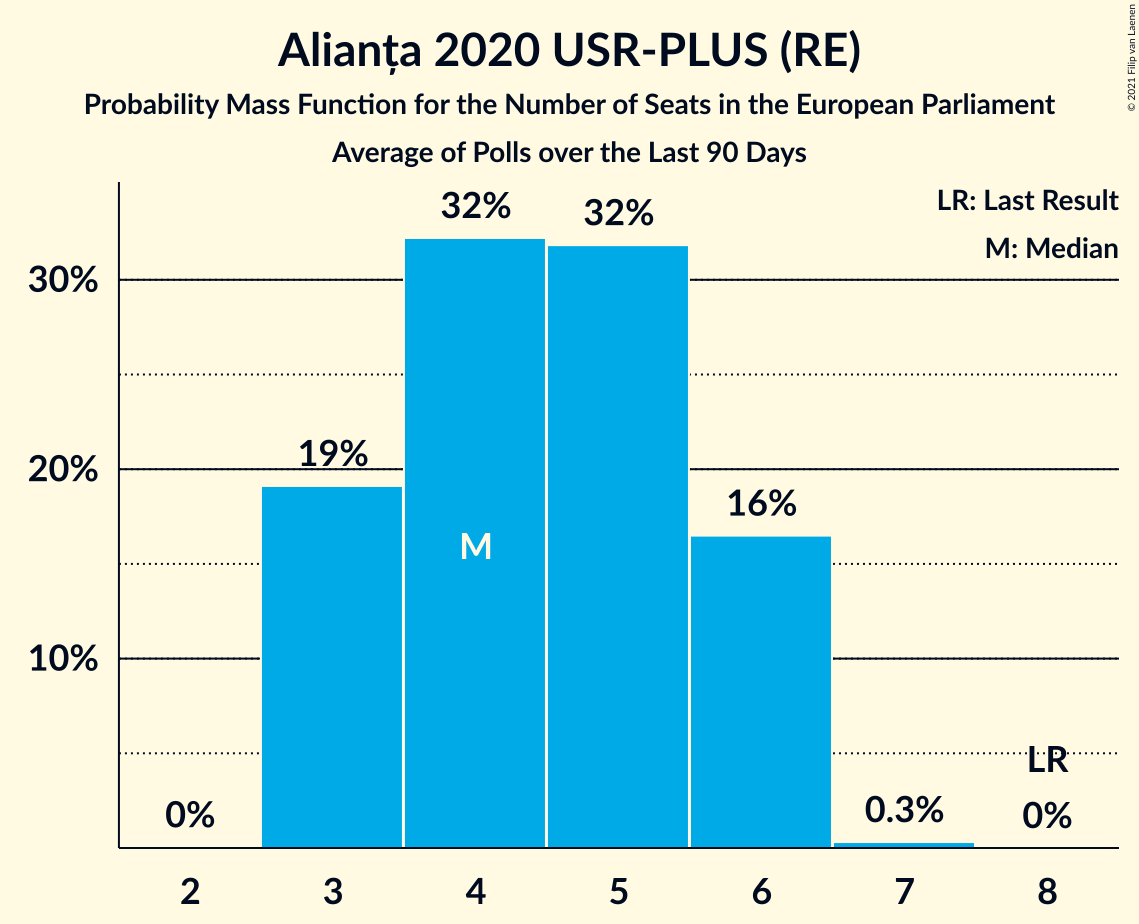 Alianța 2020 USR-PLUS (RE)
Probability Mass Function for the Number of Seats in the European Parliament
Average of Polls over the Last 90 Days
© 2021 Filip van Laenen
LR: Last Result
M: Median
32%
32%
30%
19%
20%
16%
M
10%
LR
0%
0.3%
0%
2
3
4
5
6
7
8